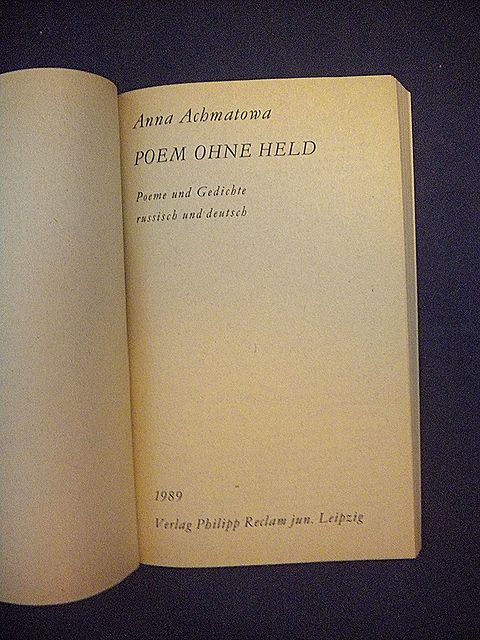 Anna Achmatowa
POEM OHNE HELD
Poeme und Gedichte
russisch und deutsch
1989
Verlag Philipp Reclam jun. Leipzig